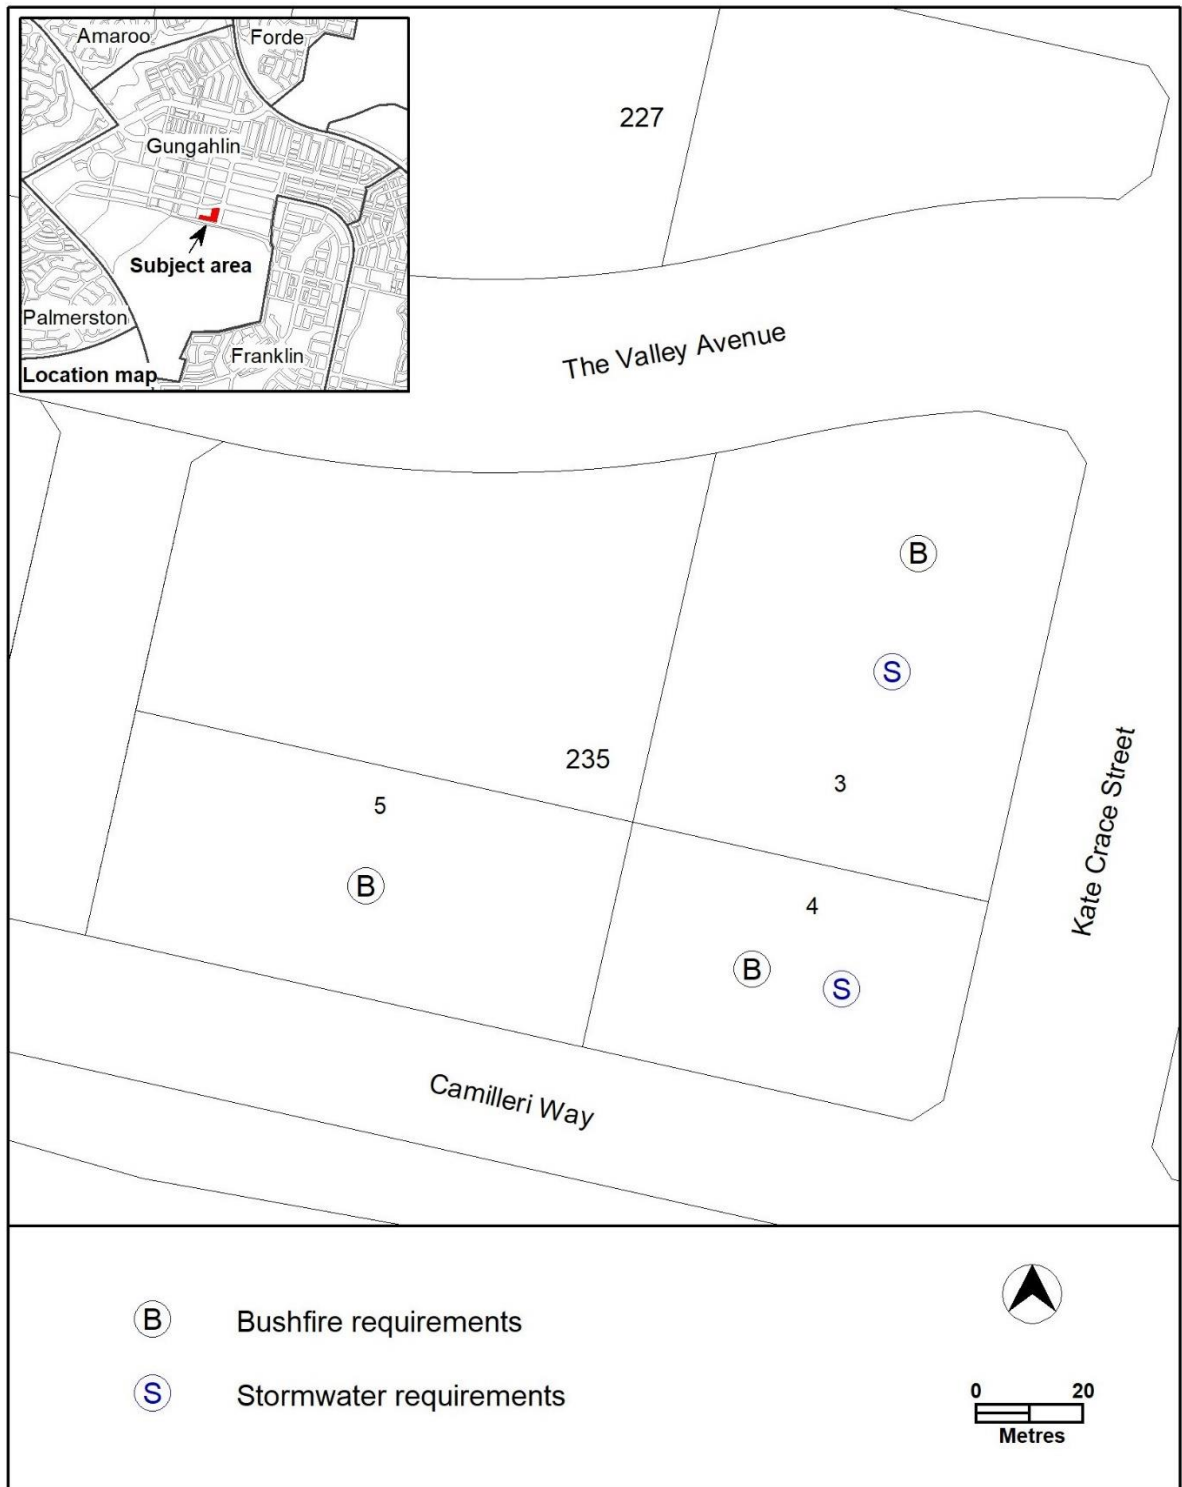 Amaroo
Forde
Gungahlin
Subject area
Palmerston
Franklin
Location map
227
The Valley Avenue
B
S
235
3
5
B
4
B
S
Kate Crace Street
Camilleri Way
B Bushfire requirements
S Stormwater requirements
0 20
Metres